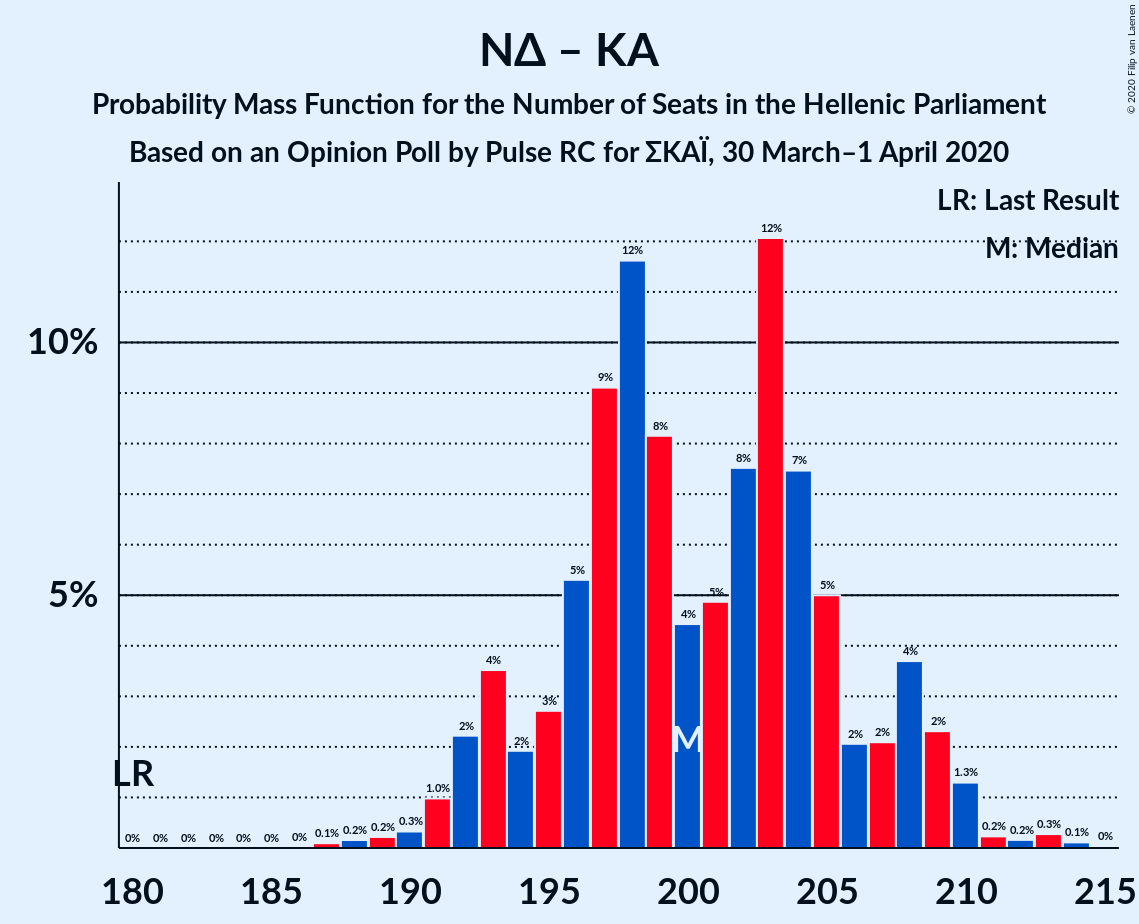 © 2020 Filip van Laenen
ΝΔ – ΚΑ
Probability Mass Function for the Number of Seats in the Hellenic Parliament
Based on an Opinion Poll by Pulse RC for ΣΚΑΪ, 30 March–1 April 2020
LR: Last Result
M: Median
10%
5%
LR
M
0% 0% 0% 0% 0% 0% 0% 0.1% 0.2% 0.2% 0.3% 1.0% 2% 4% 2% 3% 5% 9% 12% 8% 4% 5% 8% 12% 7% 5% 2% 2% 4% 2% 1.3% 0.2% 0.2% 0.3% 0.1% 0%
180 185 190 195 200 205 210 215